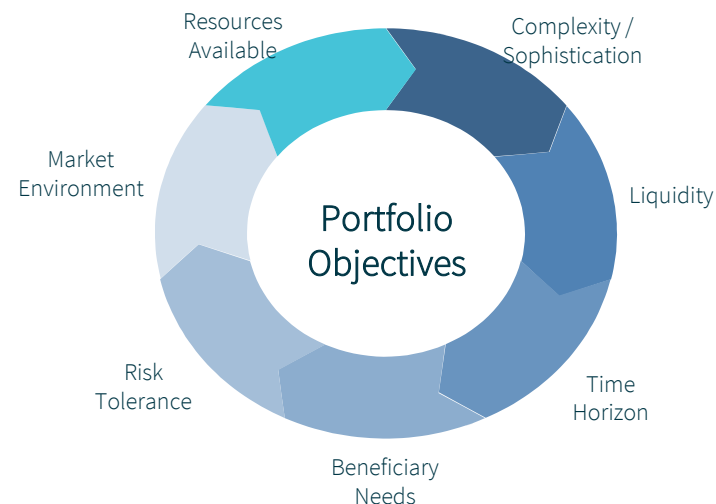 Resources
Available
Complexity /
Sophistication
Market
Environment
Liquidity
Portfolio
Objectives
Risk
Tolerance
Time
Horizon
Beneficiary
Needs